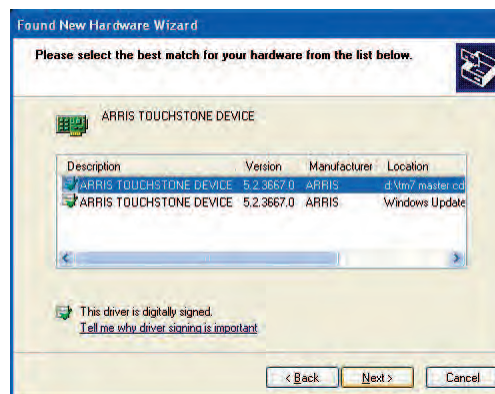 Found New Hardware Wizard
Please select the best match for your hardware from the list below.
ARRIS TOUCHSTONE DEVICE
Description Version Manufacturer Location
ARRIS TOUCHSTONE DEVICE 5.2.3667.0 ARRIS d:\tm7 master cd
ARRIS TOUCHSTONE DEVICE 5.2.3667.0 ARRIS Windows Update
This driver is digitally signed.
Tell me why driver signing is important
< Back Next > Cancel